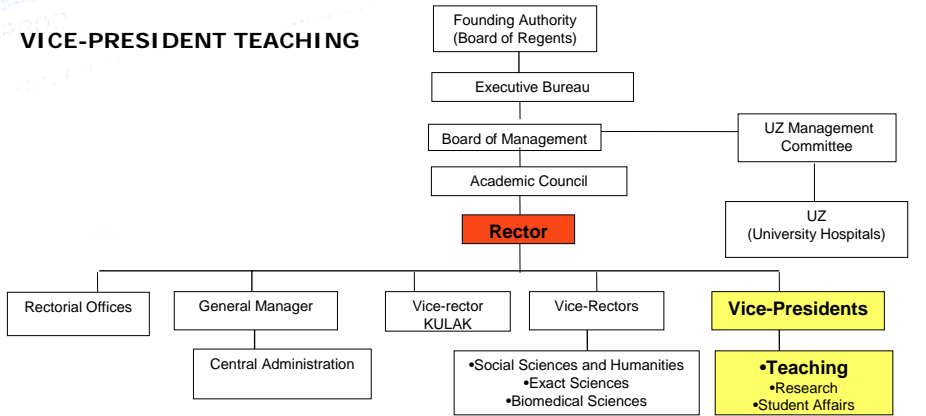 VICE-PRESIDENT TEACHING
Founding Authority
(Board of Regents)
Executive Bureau
Board of Management
UZ Management
Committee
Academic Council
UZ
(University Hospitals)
Rector
Rectorial Offices
General Manager
Vice-rector
KULAK
Vice-Rectors
Vice-Presidents
Central Administration
•Social Sciences and Humanities
•Exact Sciences
•Biomedical Sciences
•Teaching
•Research
•Student Affairs